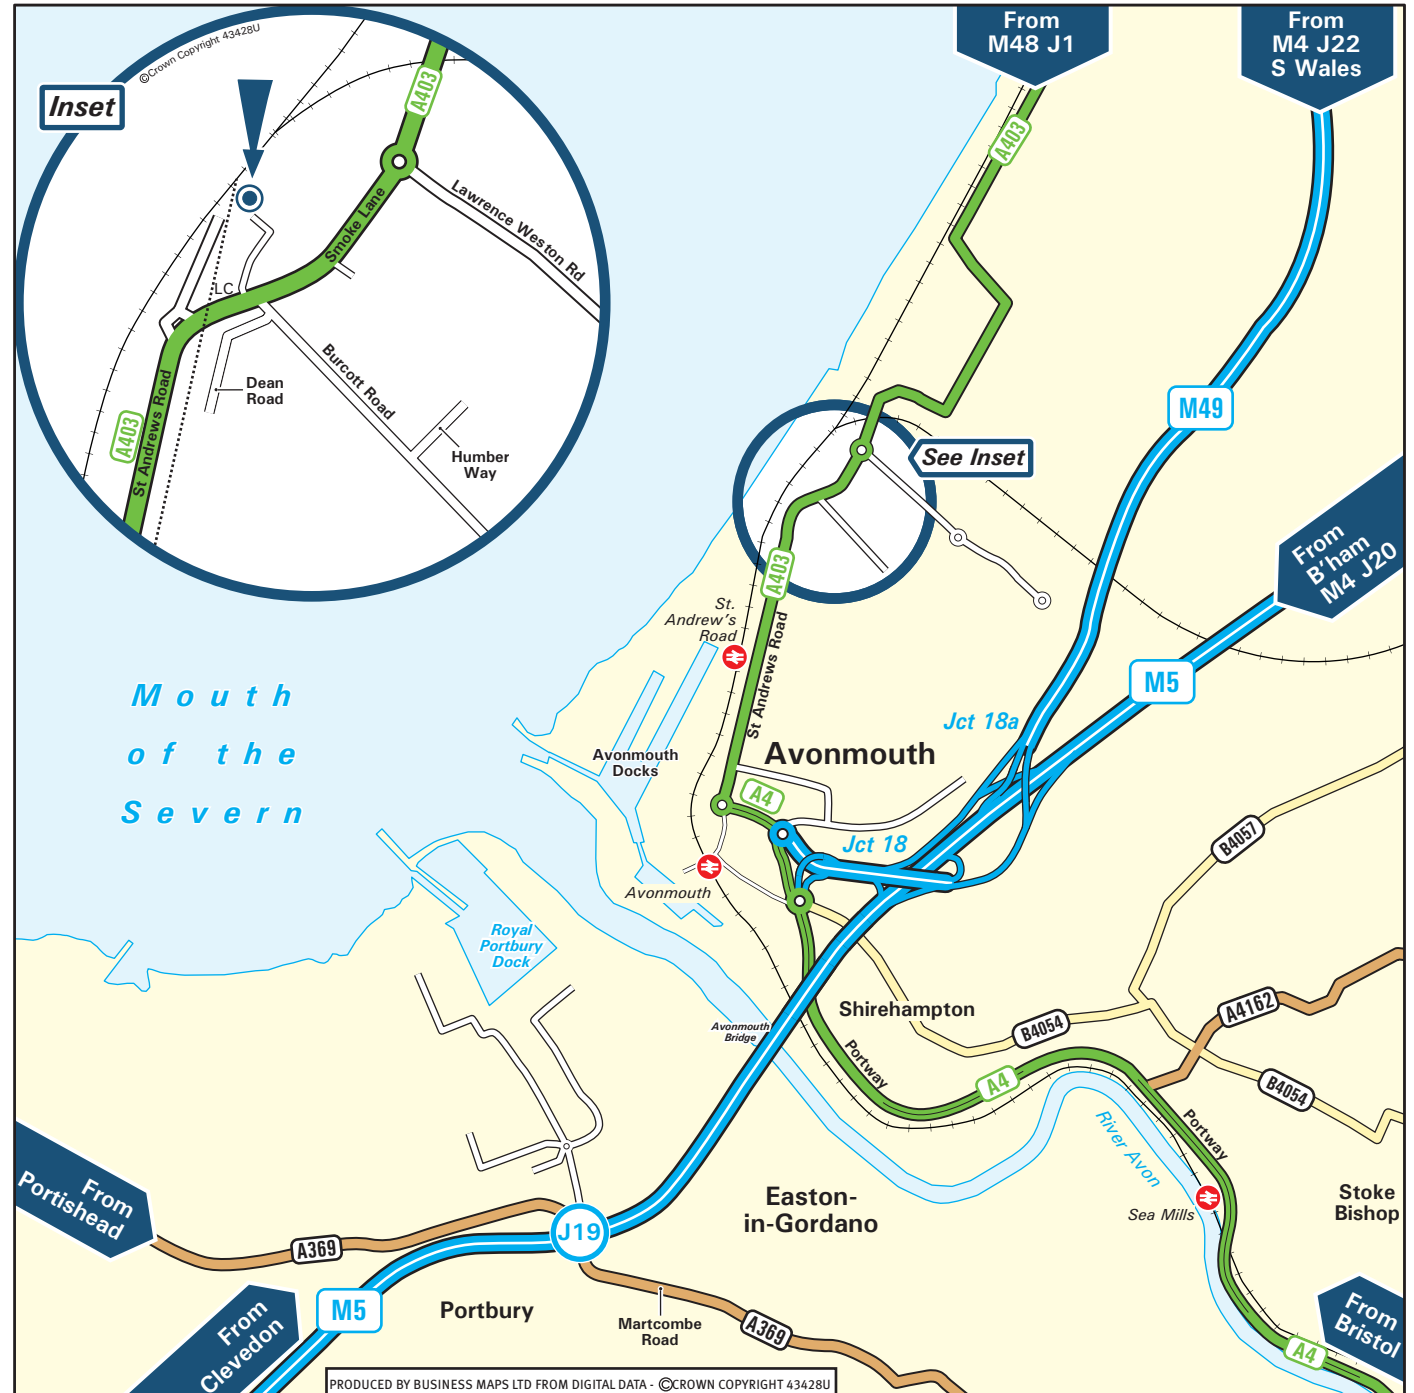 From
M48 J1
From
M4 J22
S Wales
©Crown Copyright 43428U
Inset
A403
Smoke Lane
Lawrence Weston Rd
LC
Dean
Road
Burcott Road
Humber
Way
A403
St Andrews Road
A403
M49
See Inset
From
B'ham
M4 J20
A403
St.
Andrew's
Road
St Andrews Road
M5
Mouth
of the
Severn
Jct 18a
Avonmouth
Docks
Avonmouth
A4
Jct 18
B4057
Avonmouth
Royal
Portbury
Dock
Avonmouth
Bridge
Shirehampton
B4054
A4162
Portway
A4
B4054
Portway
River Avon
From
Portishead
Easton-
in-Gordano
Sea Mills
Stoke
Bishop
A369
J19
M5
Portbury
Martcombe
Road
A369
From
Clevedon
From
Bristol
A4
PRODUCED BY BUSINESS MAPS LTD FROM DIGITAL DATA - ©CROWN COPYRIGHT 43428U